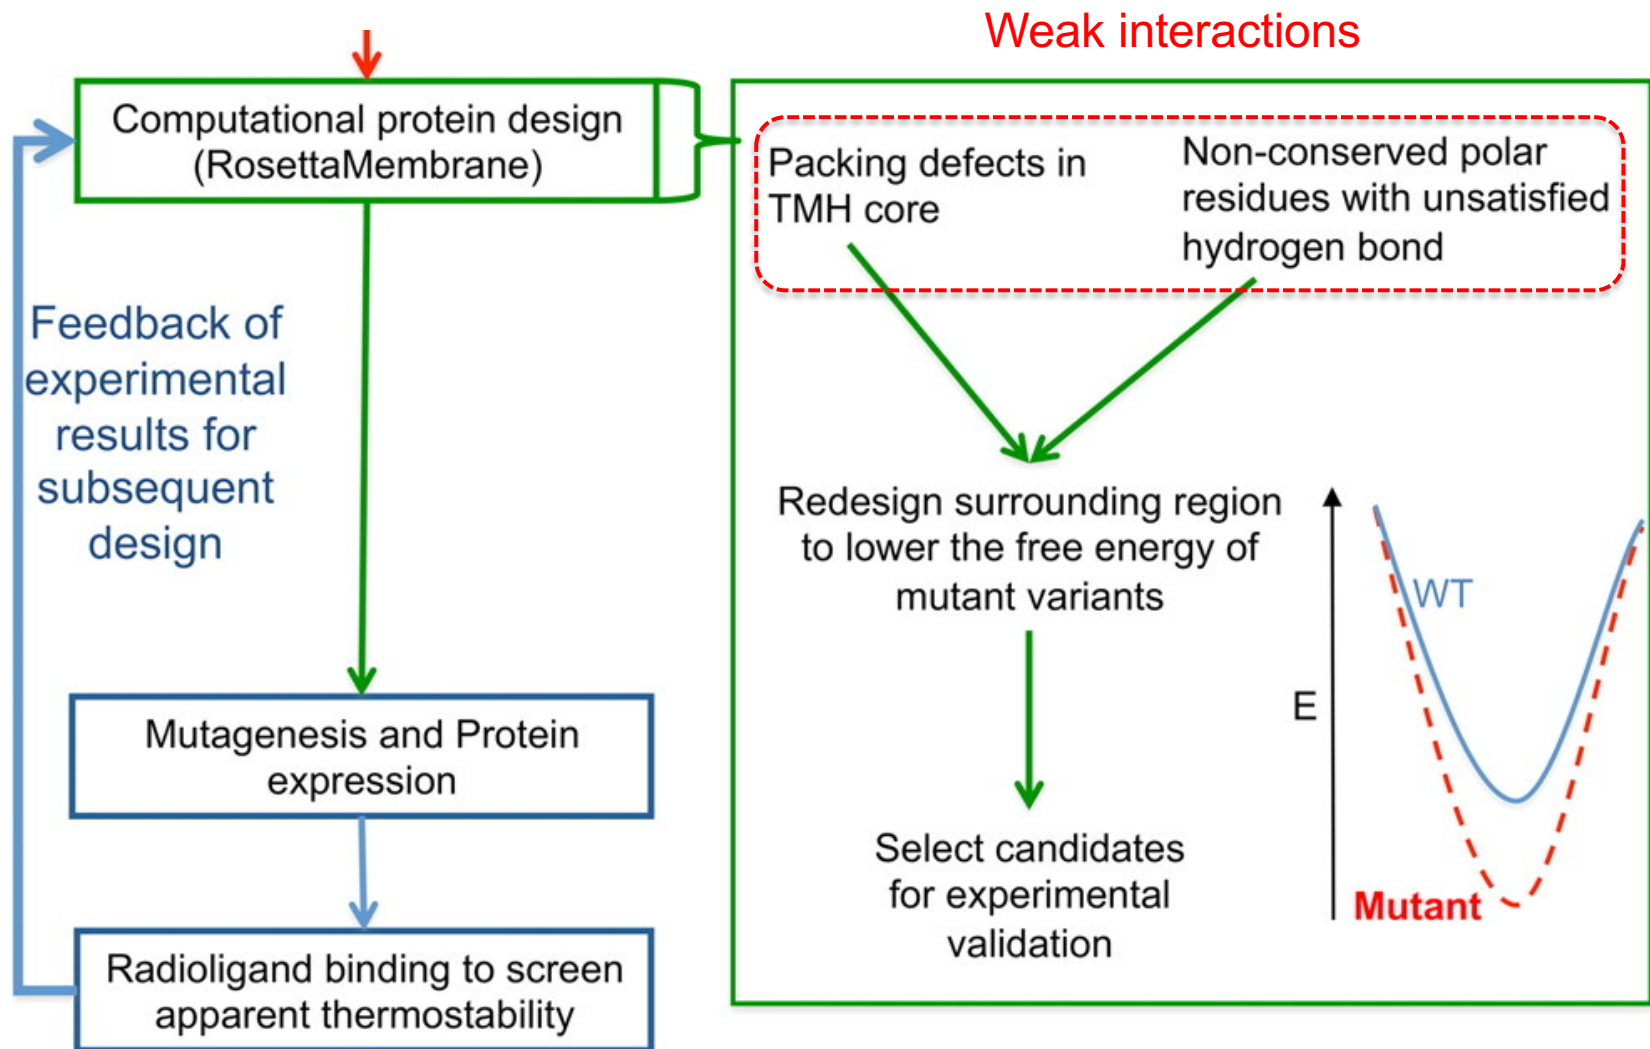 Weak interactions
Computational protein design
(RosettaMembrane)
Packing defects in
TMH core
Non-conserved polar
residues with unsatisfied
hydrogen bond
Feedback of
experimental
results for
subsequent
design
Redesign surrounding region
to lower the free energy of
mutant variants
WT
E
Mutant
Mutagenesis and Protein
expression
Select candidates
for experimental
validation
Radioligand binding to screen
apparent thermostability